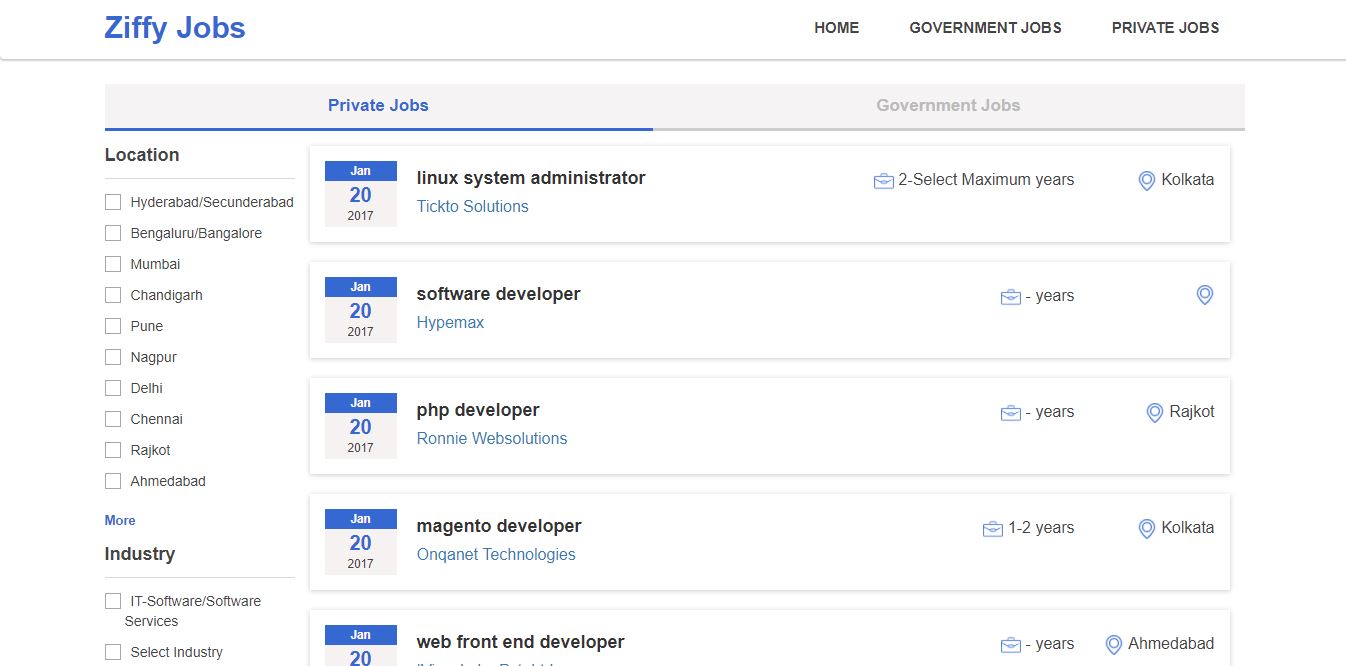 Ziffy Jobs
HOME GOVERNMENT JOBS PRIVATE JOBS
Private Jobs Government Jobs
Location
Hyderabad/Secunderabad
Bengaluru/Bangalore
Mumbai
Chandigarh
Pune
Nagpur
Delhi
Chennai
Rajkot
Ahmedabad
More
Industry
IT-Software/Software
Services
Select Industry
Jan
20
2017
linux system administrator
Tickto Solutions
2-Select Maximum years
Kolkata
Jan
20
2017
software developer
Hypemax
- years
Jan
20
2017
php developer
Ronnie Websolutions
- years
Rajkot
Jan
20
2017
magento developer
Onqanet Technologies
1-2 years
Kolkata
Jan
20
web front end developer
- years
Ahmedabad